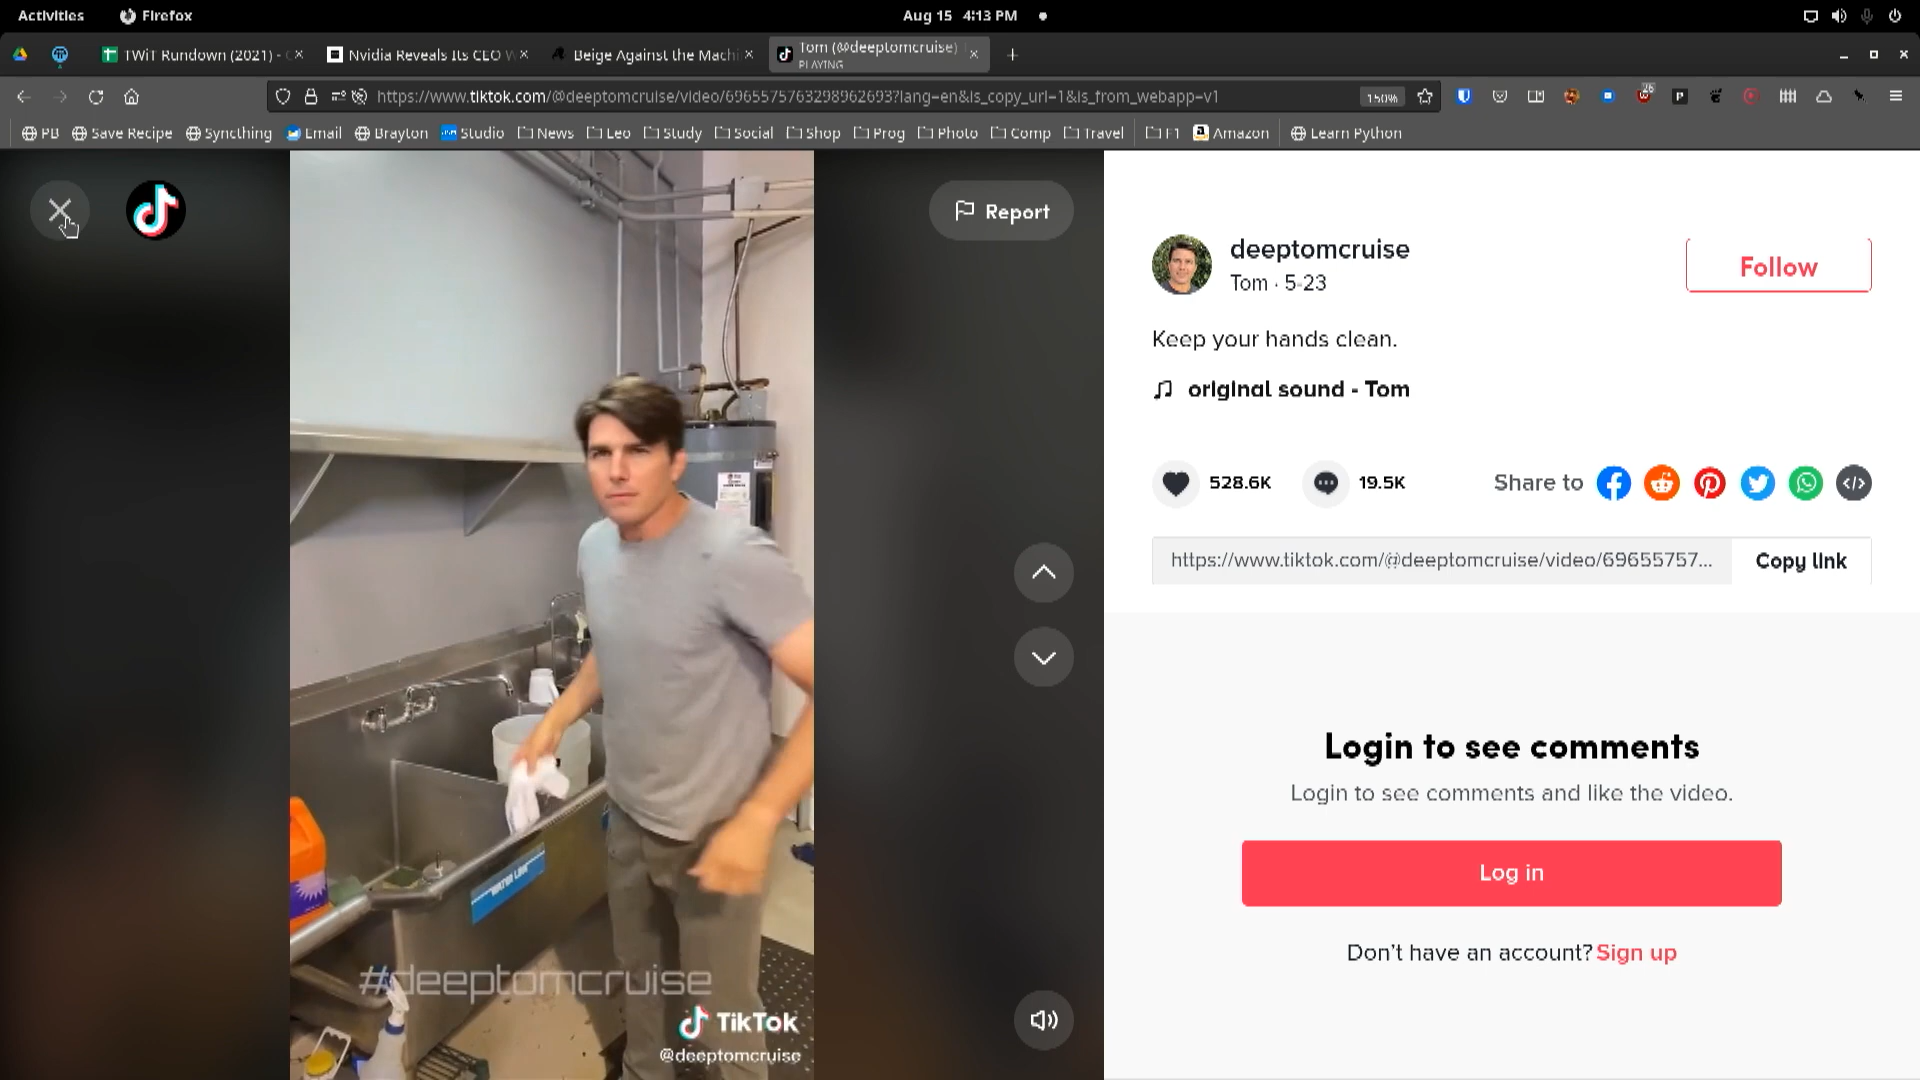 Activities
Firefox
Aug 15 4:13 PM
TWiT Rundown (2021) -
Nvidia Reveals Its CEO W
Beige Against the Machi
Tom (@deeptomcruise)
PLAYING
https://www.tiktok.com/@deeptomcruise/video/6965575763298962693?lang=en&is_copy_url=1&is_from_webapp=v1
150%
26
PB Save Recipe Syncthing Email Brayton Studio News Leo Study Social Shop Prog Photo Comp Travel F1 Amazon Learn Python
Report
deeptomcruise
Tom · 5-23
Follow
Keep your hands clean.
original sound - Tom
528.6K
19.5K
Share to
https://www.tiktok.com/@deeptomcruise/video/69655757...
Copy link
Login to see comments
Login to see comments and like the video.
Log in
Don't have an account? Sign up
#deeptomcruise
TikTok
@deeptomcruise